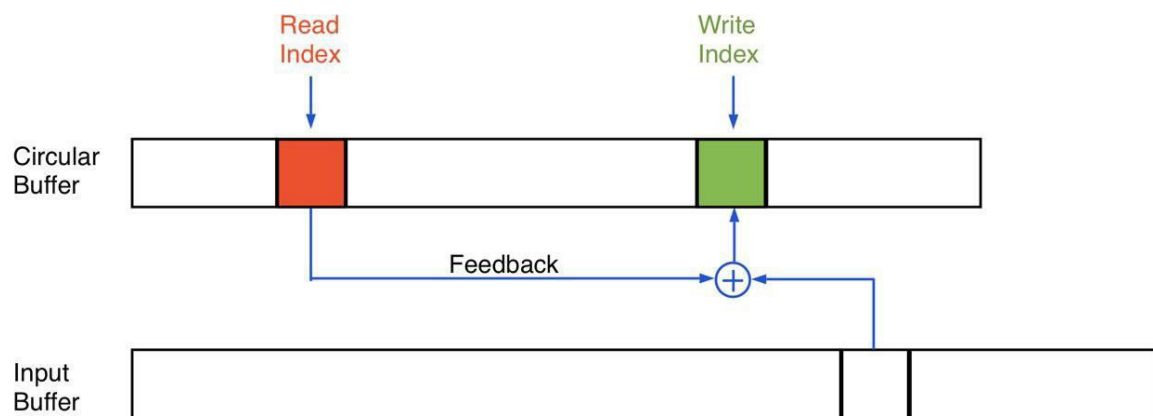 Read
Index
Write
Index
Circular
Buffer
Feedback
Input
Buffer